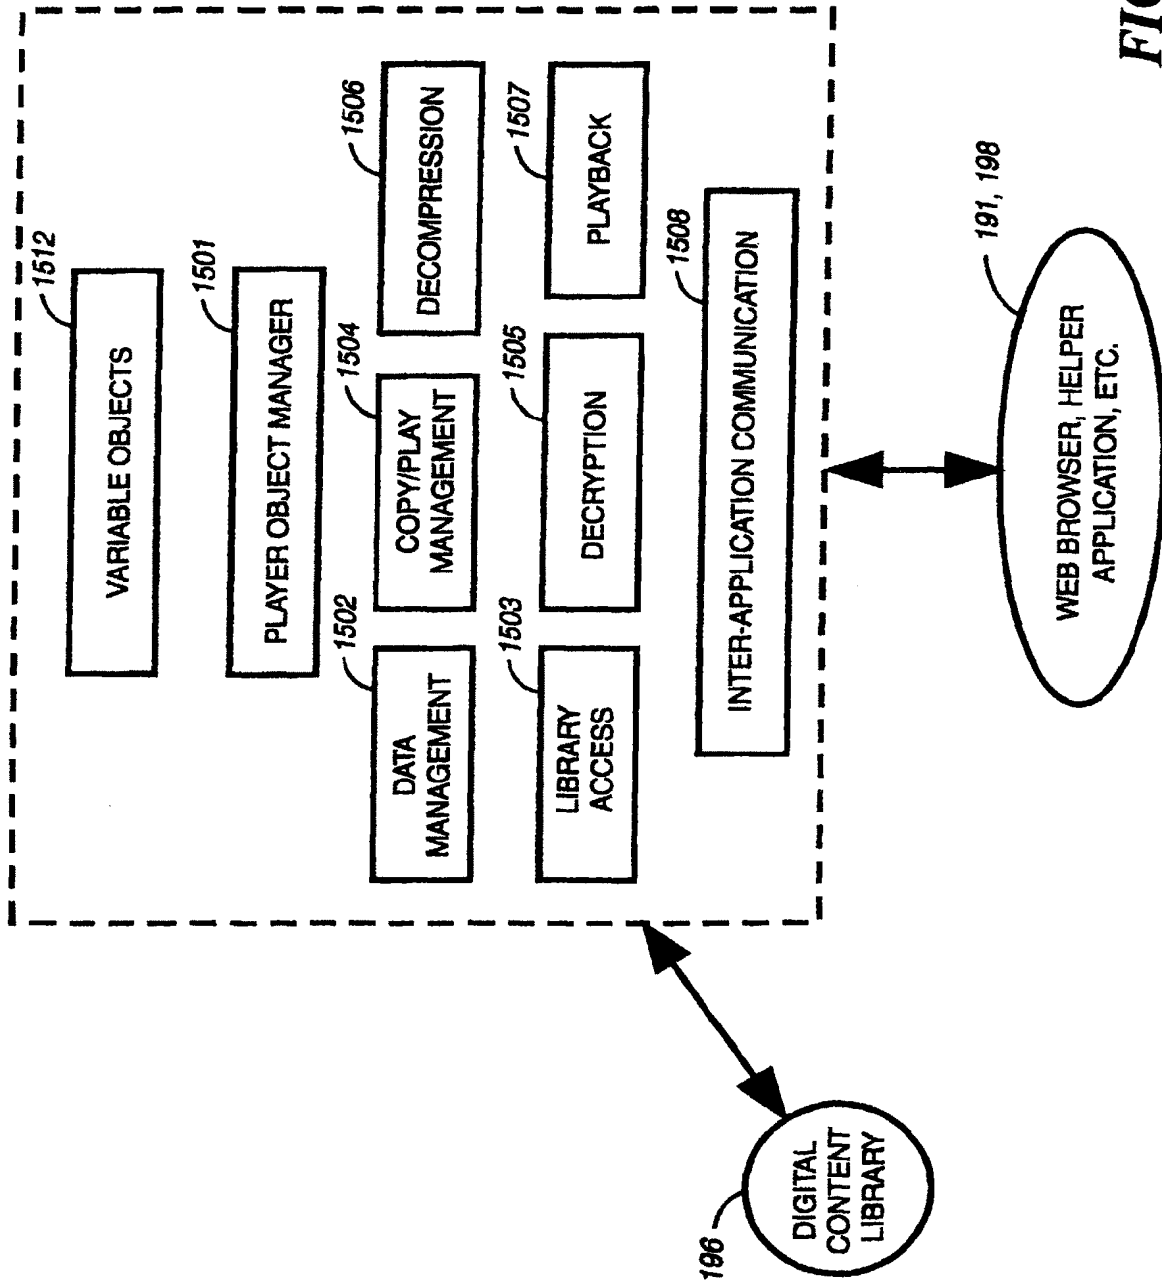 1512
VARIABLE OBJECTS
1501
PLAYER OBJECT MANAGER
1502
DATA
MANAGEMENT
1504
COPY/PLAY
MANAGEMENT
1506
DECOMPRESSION
1503
LIBRARY
ACCESS
1505
DECRYPTION
1507
PLAYBACK
1508
INTER-APPLICATION COMMUNICATION
196
DIGITAL
CONTENT
LIBRARY
191, 198
WEB BROWSER, HELPER
APPLICATION, ETC.